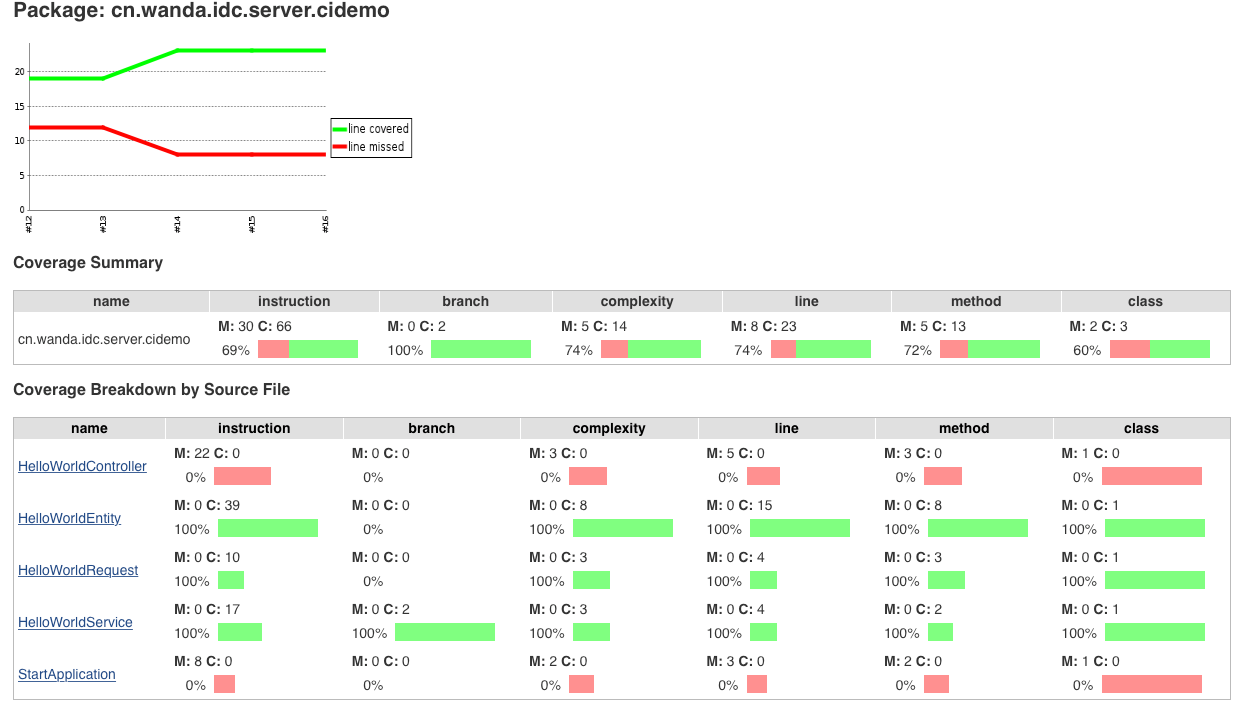 Package: cn.wanda.idc.server.cidemo
20
15
10
5
0
#12 #13 #14 #15 #16
line covered
line missed
Coverage Summary
name instruction branch complexity line method class
cn.wanda.idc.server.cidemo
M: 30 C: 66 M: 0 C: 2 M: 5 C: 14 M: 8 C: 23 M: 5 C: 13 M: 2 C: 3
69% 100% 74% 74% 72% 60%
Coverage Breakdown by Source File
name instruction branch complexity line method class
HelloWorldController
M: 22 C: 0 M: 0 C: 0 M: 3 C: 0 M: 5 C: 0 M: 3 C: 0 M: 1 C: 0
0% 0% 0% 0% 0% 0%
HelloWorldEntity
M: 0 C: 39 M: 0 C: 0 M: 0 C: 8 M: 0 C: 15 M: 0 C: 8 M: 0 C: 1
100% 0% 100% 100% 100% 100%
HelloWorldRequest
M: 0 C: 10 M: 0 C: 0 M: 0 C: 3 M: 0 C: 4 M: 0 C: 3 M: 0 C: 1
100% 0% 100% 100% 100% 100%
HelloWorldService
M: 0 C: 17 M: 0 C: 2 M: 0 C: 3 M: 0 C: 4 M: 0 C: 2 M: 0 C: 1
100% 100% 100% 100% 100% 100%
StartApplication
M: 8 C: 0 M: 0 C: 0 M: 2 C: 0 M: 3 C: 0 M: 2 C: 0 M: 1 C: 0
0% 0% 0% 0% 0% 0%